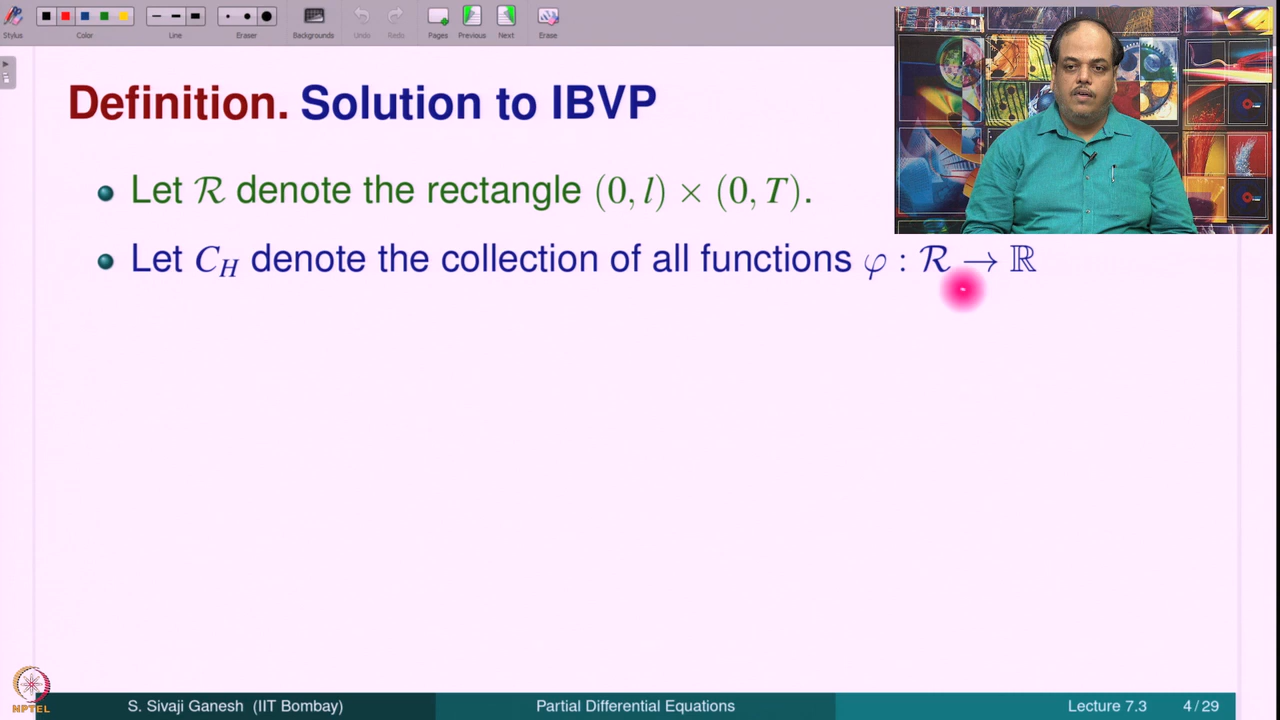 Stylus Color Line Eraser Backgrounds Undo Redo Pages Previous Next Erase
Definition. Solution to IBVP
Let ℛ denote the rectangle (0, l) × (0, T).
Let C_H denote the collection of all functions φ : ℛ → ℝ
NPTEL
S. Sivaji Ganesh (IIT Bombay) Partial Differential Equations Lecture 7.3 4/29